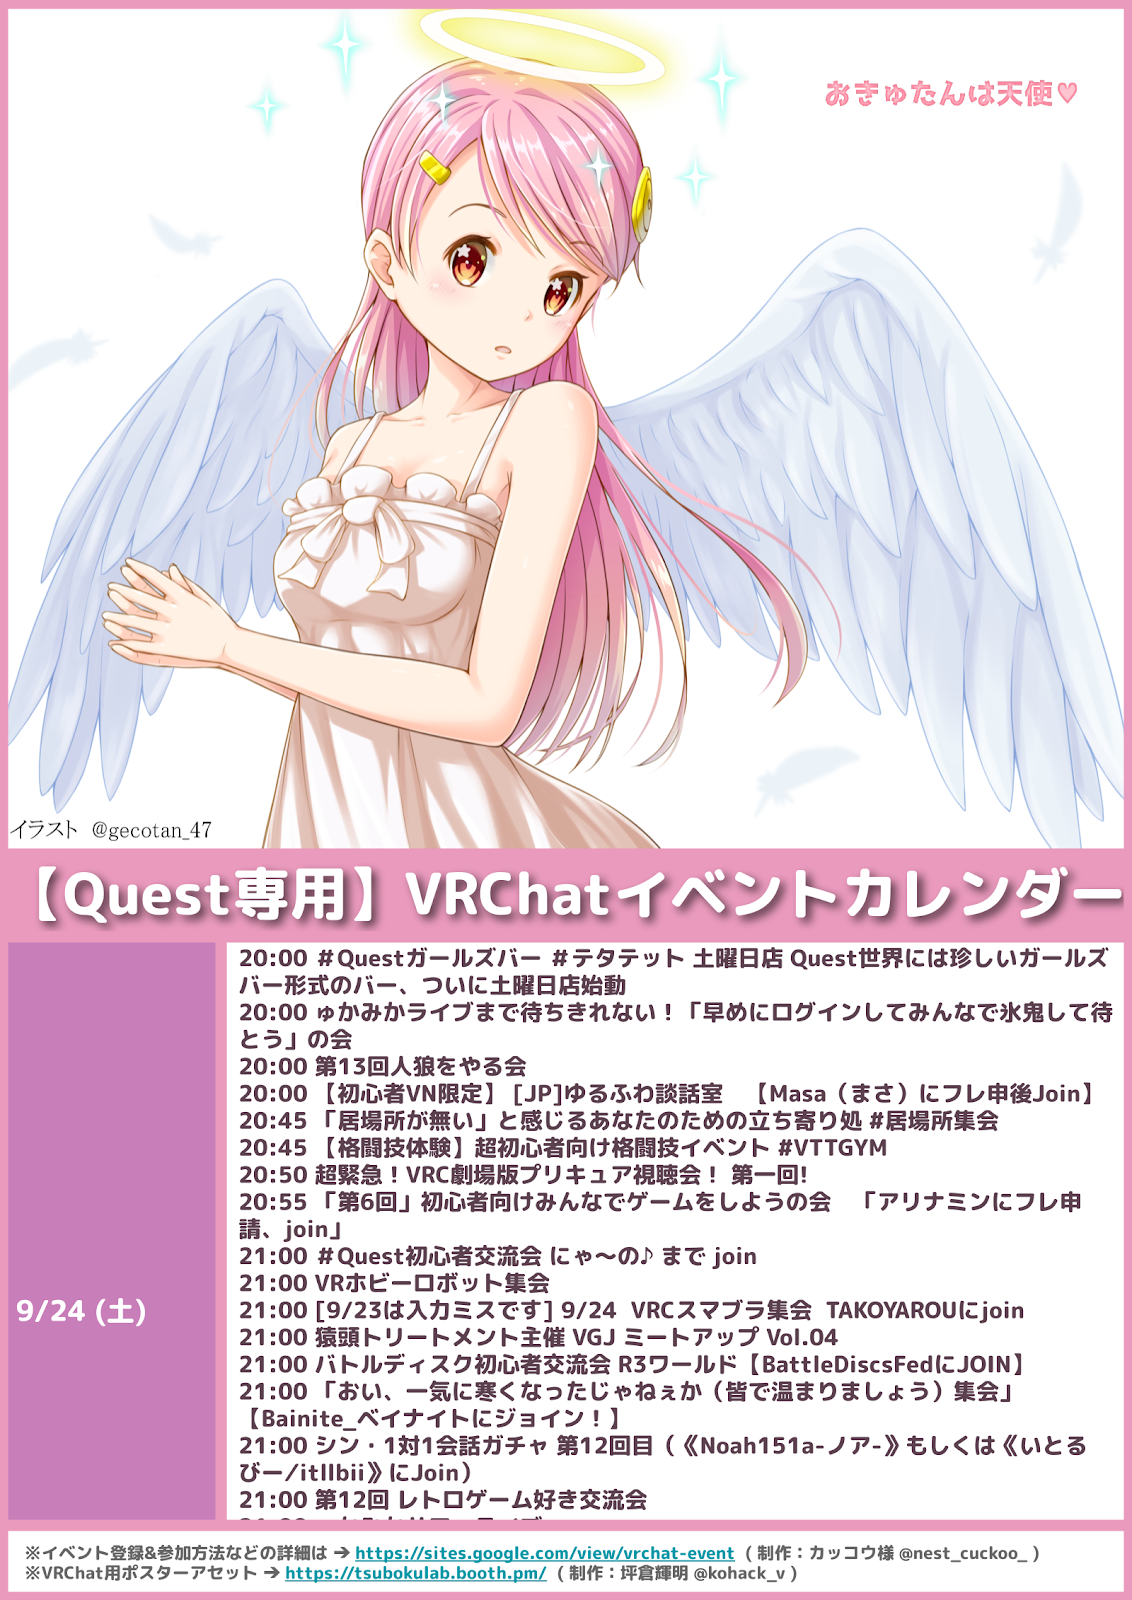 おきゅたんは天使♥
イラスト @gecotan_47
【Quest専用】VRChatイベントカレンダー
9/24 (土)
20:00 ＃Questガールズバー ＃テタテット 土曜日店 Quest世界には珍しいガールズ
バー形式のバー、ついに土曜日店始動
20:00 ゅかみかライブまで待ちきれない！「早めにログインしてみんなで氷鬼して待
とう」の会
20:00 第13回人狼をやる会
20:00 【初心者VN限定】 [JP]ゆるふわ談話室　【Masa（まさ）にフレ申後Join】
20:45 「居場所が無い」と感じるあなたのための立ち寄り処 #居場所集会
20:45 【格闘技体験】超初心者向け格闘技イベント #VTTGYM
20:50 超緊急！VRC劇場版プリキュア視聴会！ 第一回!
20:55 「第6回」初心者向けみんなでゲームをしようの会　「アリナミンにフレ申
請、join」
21:00 ＃Quest初心者交流会 にゃ～の♪ まで join
21:00 VRホビーロボット集会
21:00 [9/23は入力ミスです] 9/24 VRCスマブラ集会 TAKOYAROUにjoin
21:00 猿頭トリートメント主催 VGJ ミートアップ Vol.04
21:00 バトルディスク初心者交流会 R3ワールド【BattleDiscsFedにJOIN】
21:00 「おい、一気に寒くなったじゃねぇか（皆で温まりましょう）集会」
【Bainite_ベイナイトにジョイン！】
21:00 シン・1対1会話ガチャ 第12回目（《Noah151a-ノア-》もしくは《いとる
びー/itllbii》にJoin）
21:00 第12回 レトロゲーム好き交流会
※イベント登録&参加方法などの詳細は → https://sites.google.com/view/vrchat-event ( 制作：カッコウ様 @nest_cuckoo_ )
※VRChat用ポスターアセット → https://tsubokulab.booth.pm/ ( 制作：坪倉輝明 @kohack_v )